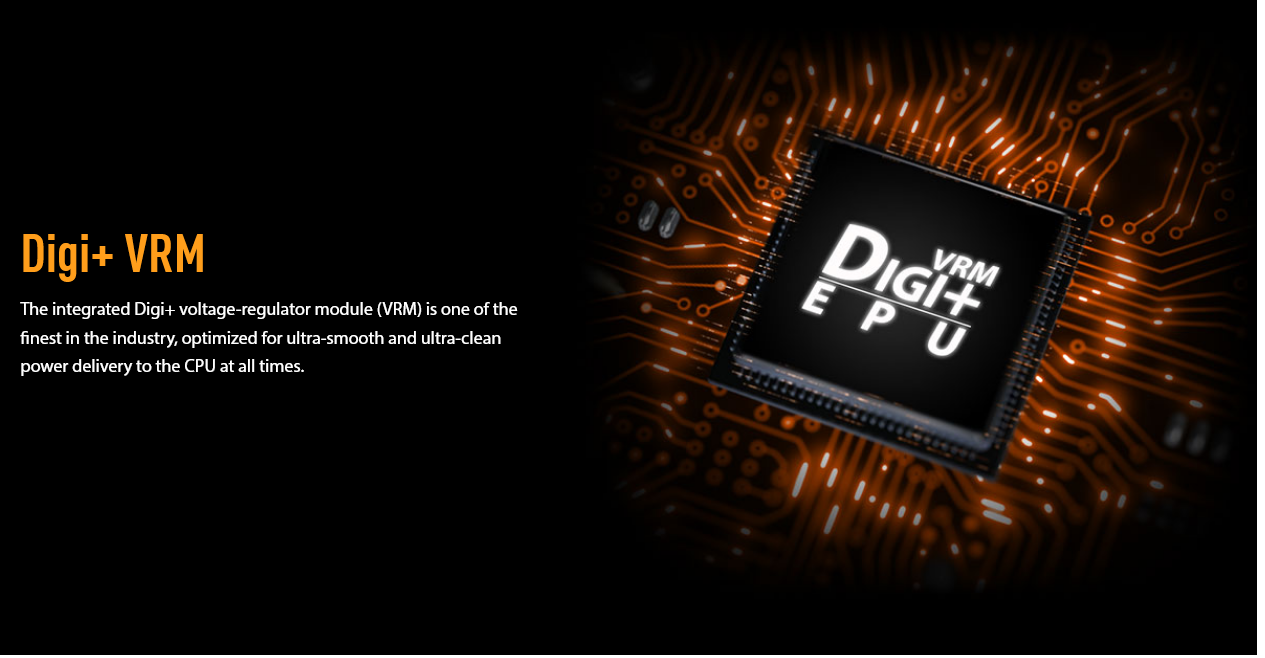 Digi+ VRM
The integrated Digi+ voltage-regulator module (VRM) is one of the
finest in the industry, optimized for ultra-smooth and ultra-clean
power delivery to the CPU at all times.
DIGI+ VRM
EPU